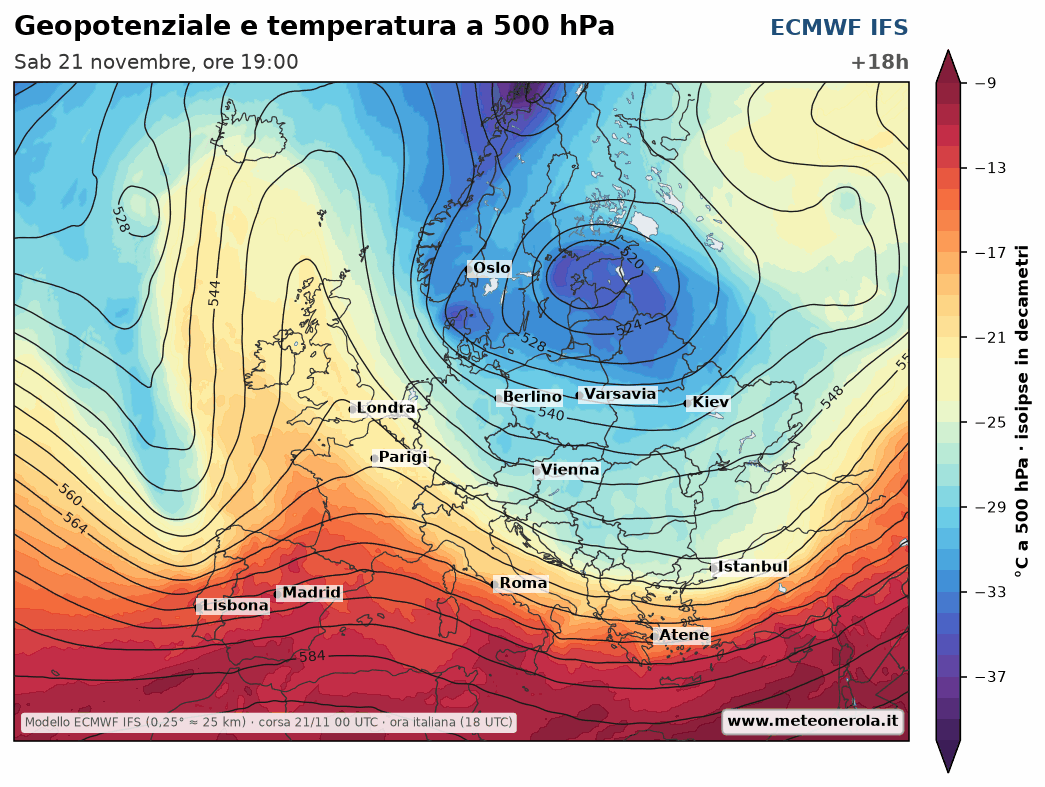 Geopotenziale e temperatura a 500 hPa
ECMWF IFS
Sab 21 novembre, ore 19:00
+18h
528
544
520
524
528
540
548
560
564
584
Oslo
Berlino
Varsavia
Kiev
Londra
Parigi
Vienna
Istanbul
Roma
Madrid
Lisbona
Atene
Modello ECMWF IFS (0,25° ≈ 25 km) · corsa 21/11 00 UTC · ora italiana (18 UTC)
www.meteonerola.it
−9
−13
−17
−21
−25
−29
−33
−37
°C a 500 hPa · isoipse in decametri